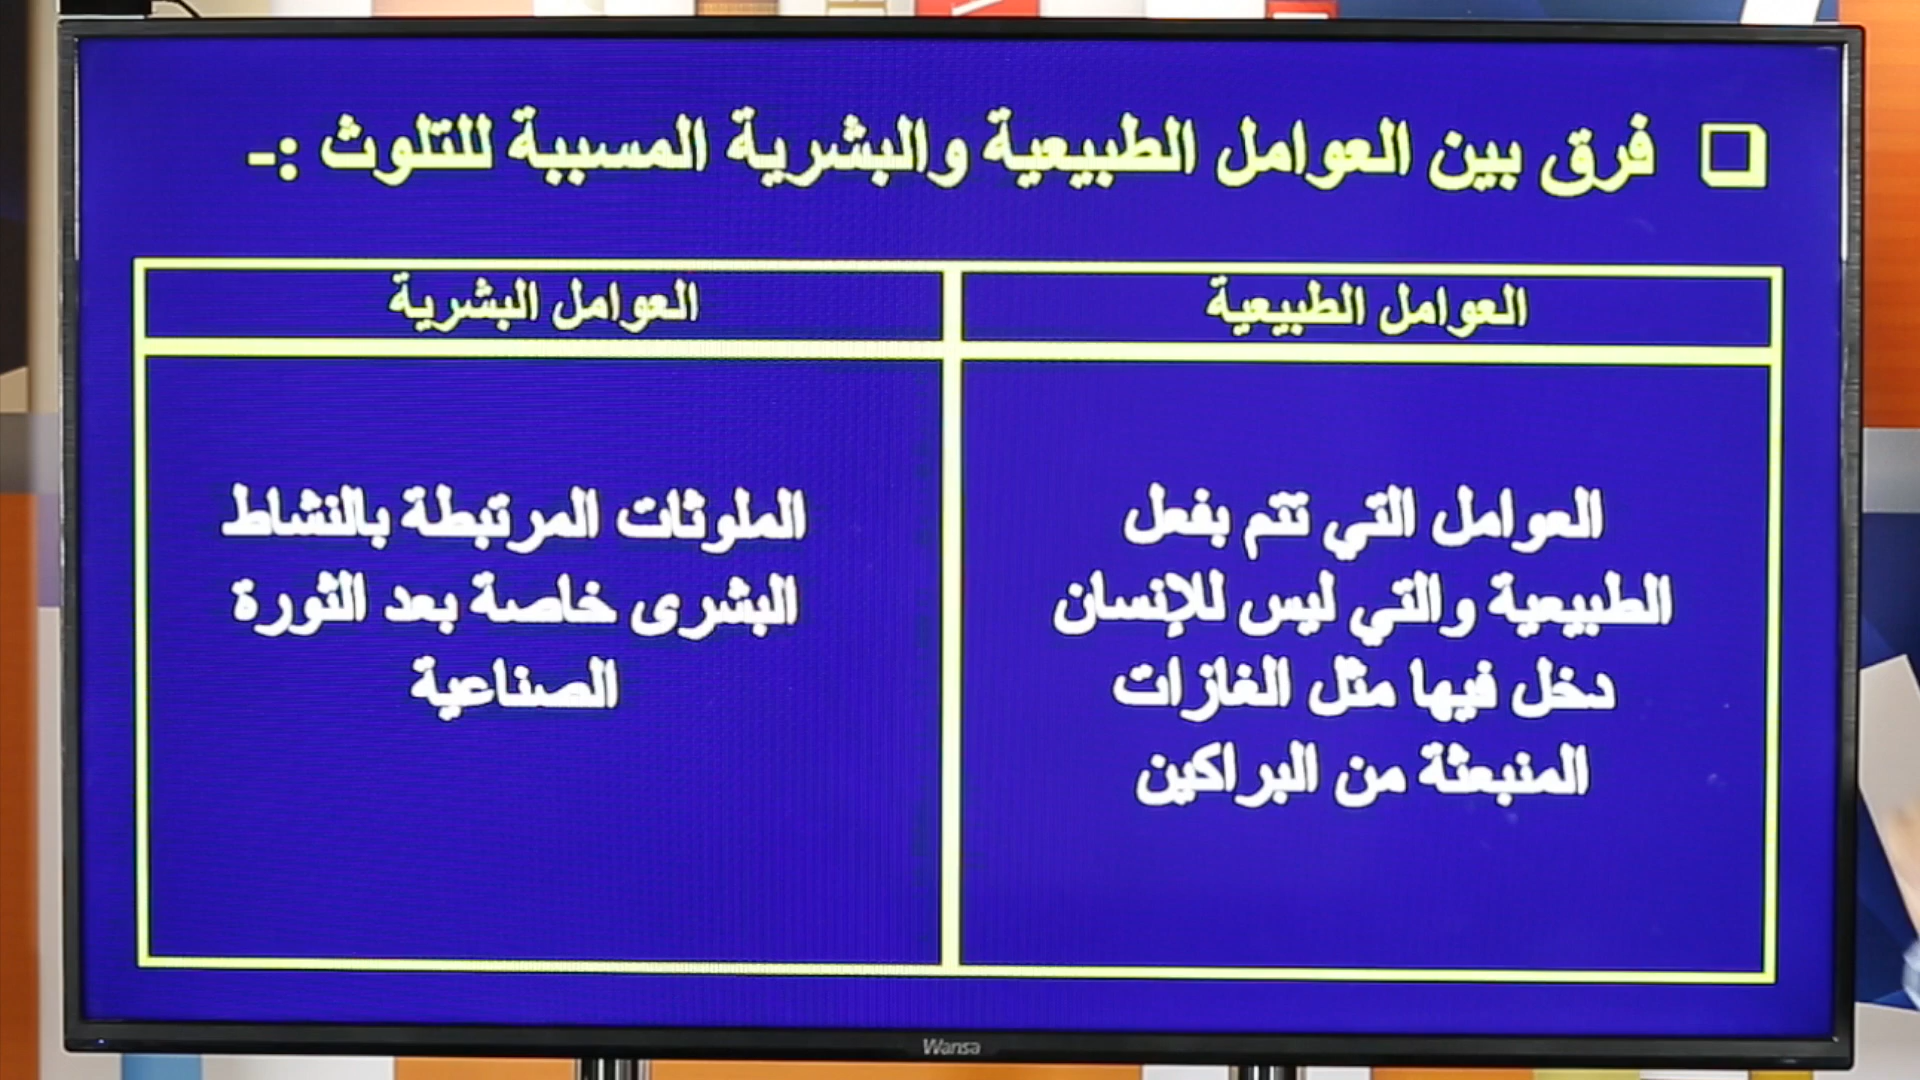 ❑ فرق بين العوامل الطبيعية والبشرية المسببة للتلوث :-
العوامل الطبيعية
العوامل البشرية
العوامل التي تتم بفعل
الطبيعية والتي ليس للإنسان
دخل فيها مثل الغازات
المنبعثة من البراكين
الملوثات المرتبطة بالنشاط
البشرى خاصة بعد الثورة
الصناعية
Wansa